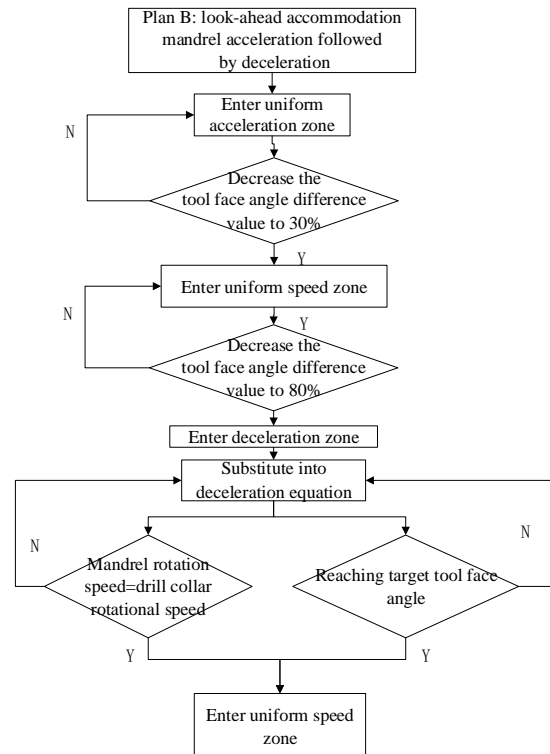 Plan B: look-ahead accommodation
mandrel acceleration followed
by deceleration
Enter uniform
acceleration zone
N
Decrease the
tool face angle difference
value to 30%
Y
Enter uniform speed zone
N
Y
Decrease the
tool face angle difference
value to 80%
Enter deceleration zone
Substitute into
deceleration equation
N
N
Mandrel rotation
speed=drill collar
rotational speed
Reaching target tool face
angle
Y
Y
Enter uniform speed
zone